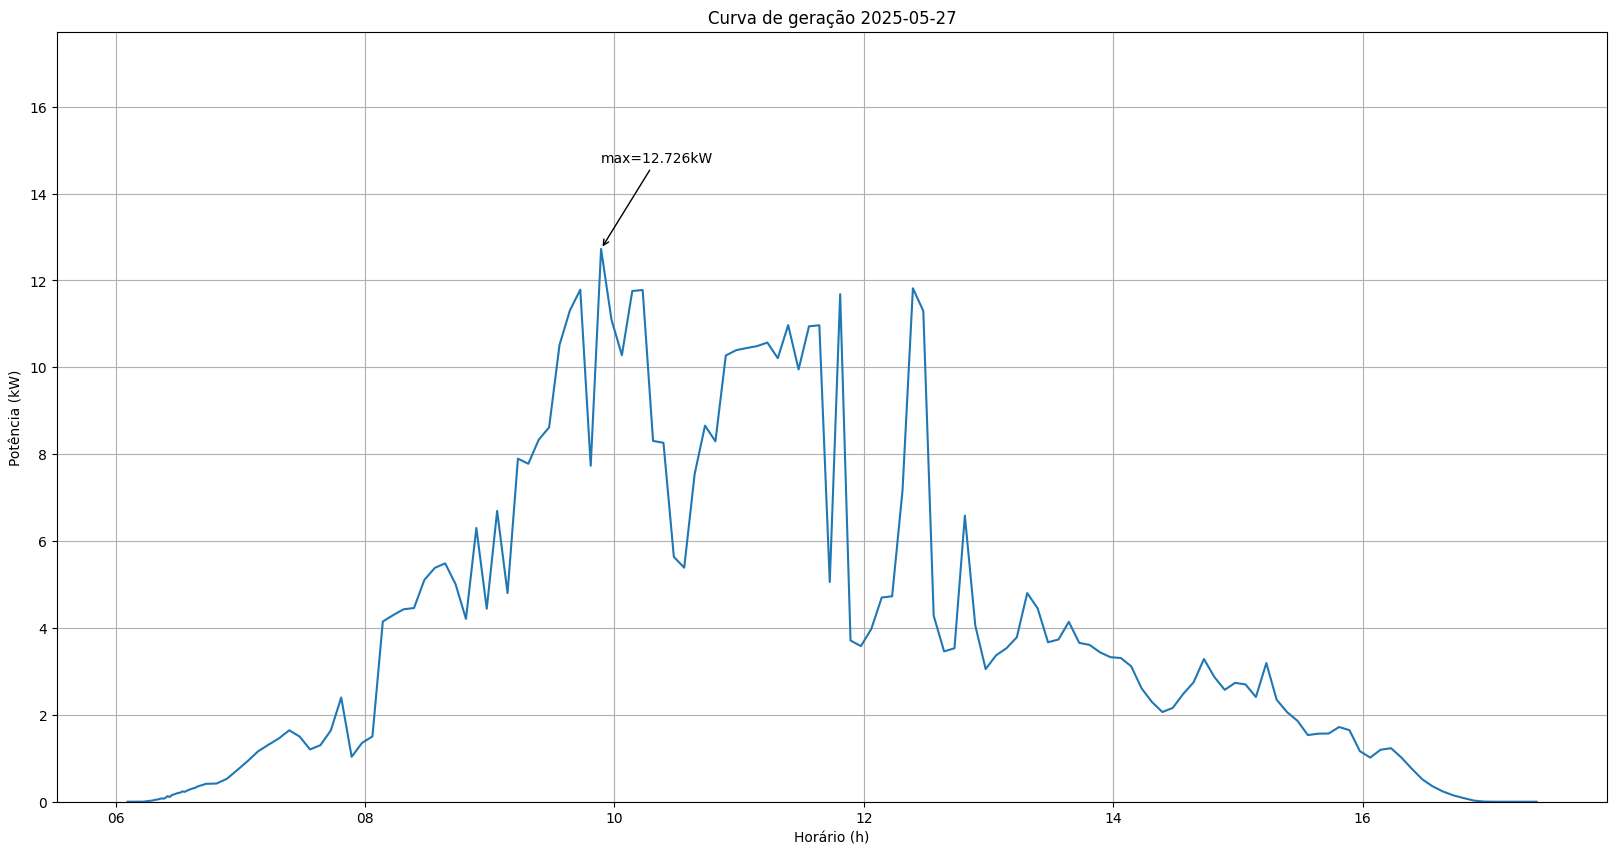 Curva de geração 2025-05-27
16
max=12.726kW
14
12
10
8
6
4
2
0
Potência (kW)
06 08 10 12 14 16
Horário (h)